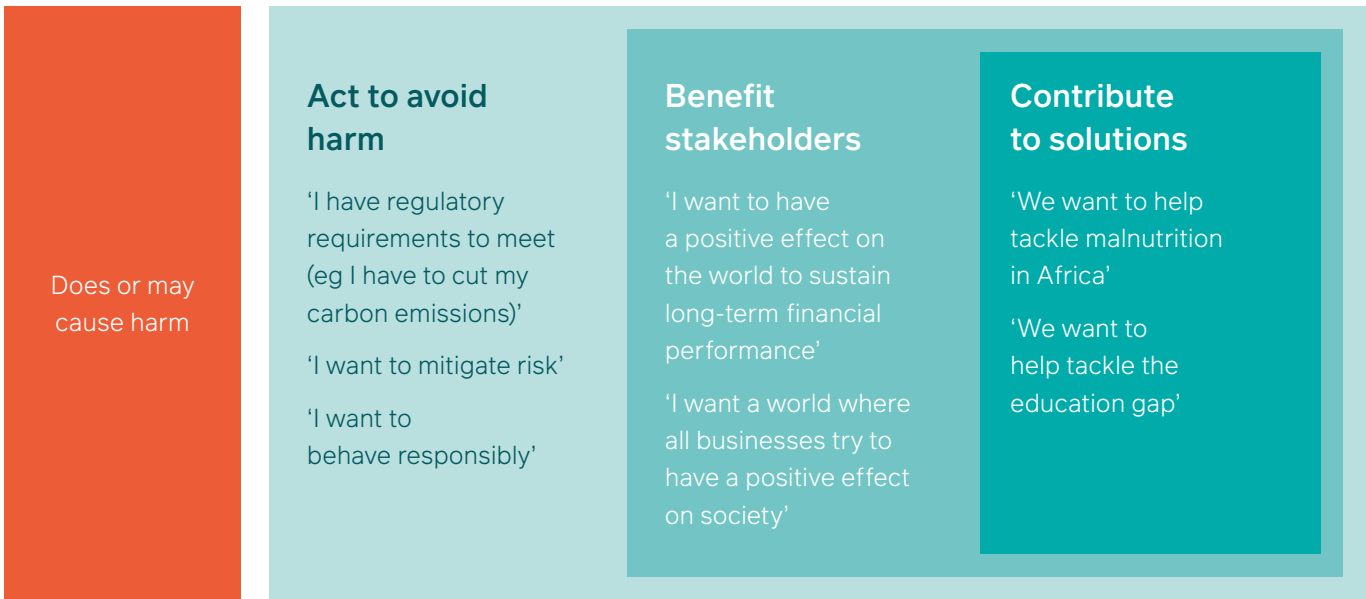 Does or may
cause harm
Act to avoid
harm
‘I have regulatory
requirements to meet
(eg I have to cut my
carbon emissions)’
‘I want to mitigate risk’
‘I want to
behave responsibly’
Benefit
stakeholders
‘I want to have
a positive effect on
the world to sustain
long-term financial
performance’
‘I want a world where
all businesses try to
have a positive effect
on society’
Contribute
to solutions
‘We want to help
tackle malnutrition
in Africa’
‘We want to
help tackle the
education gap’